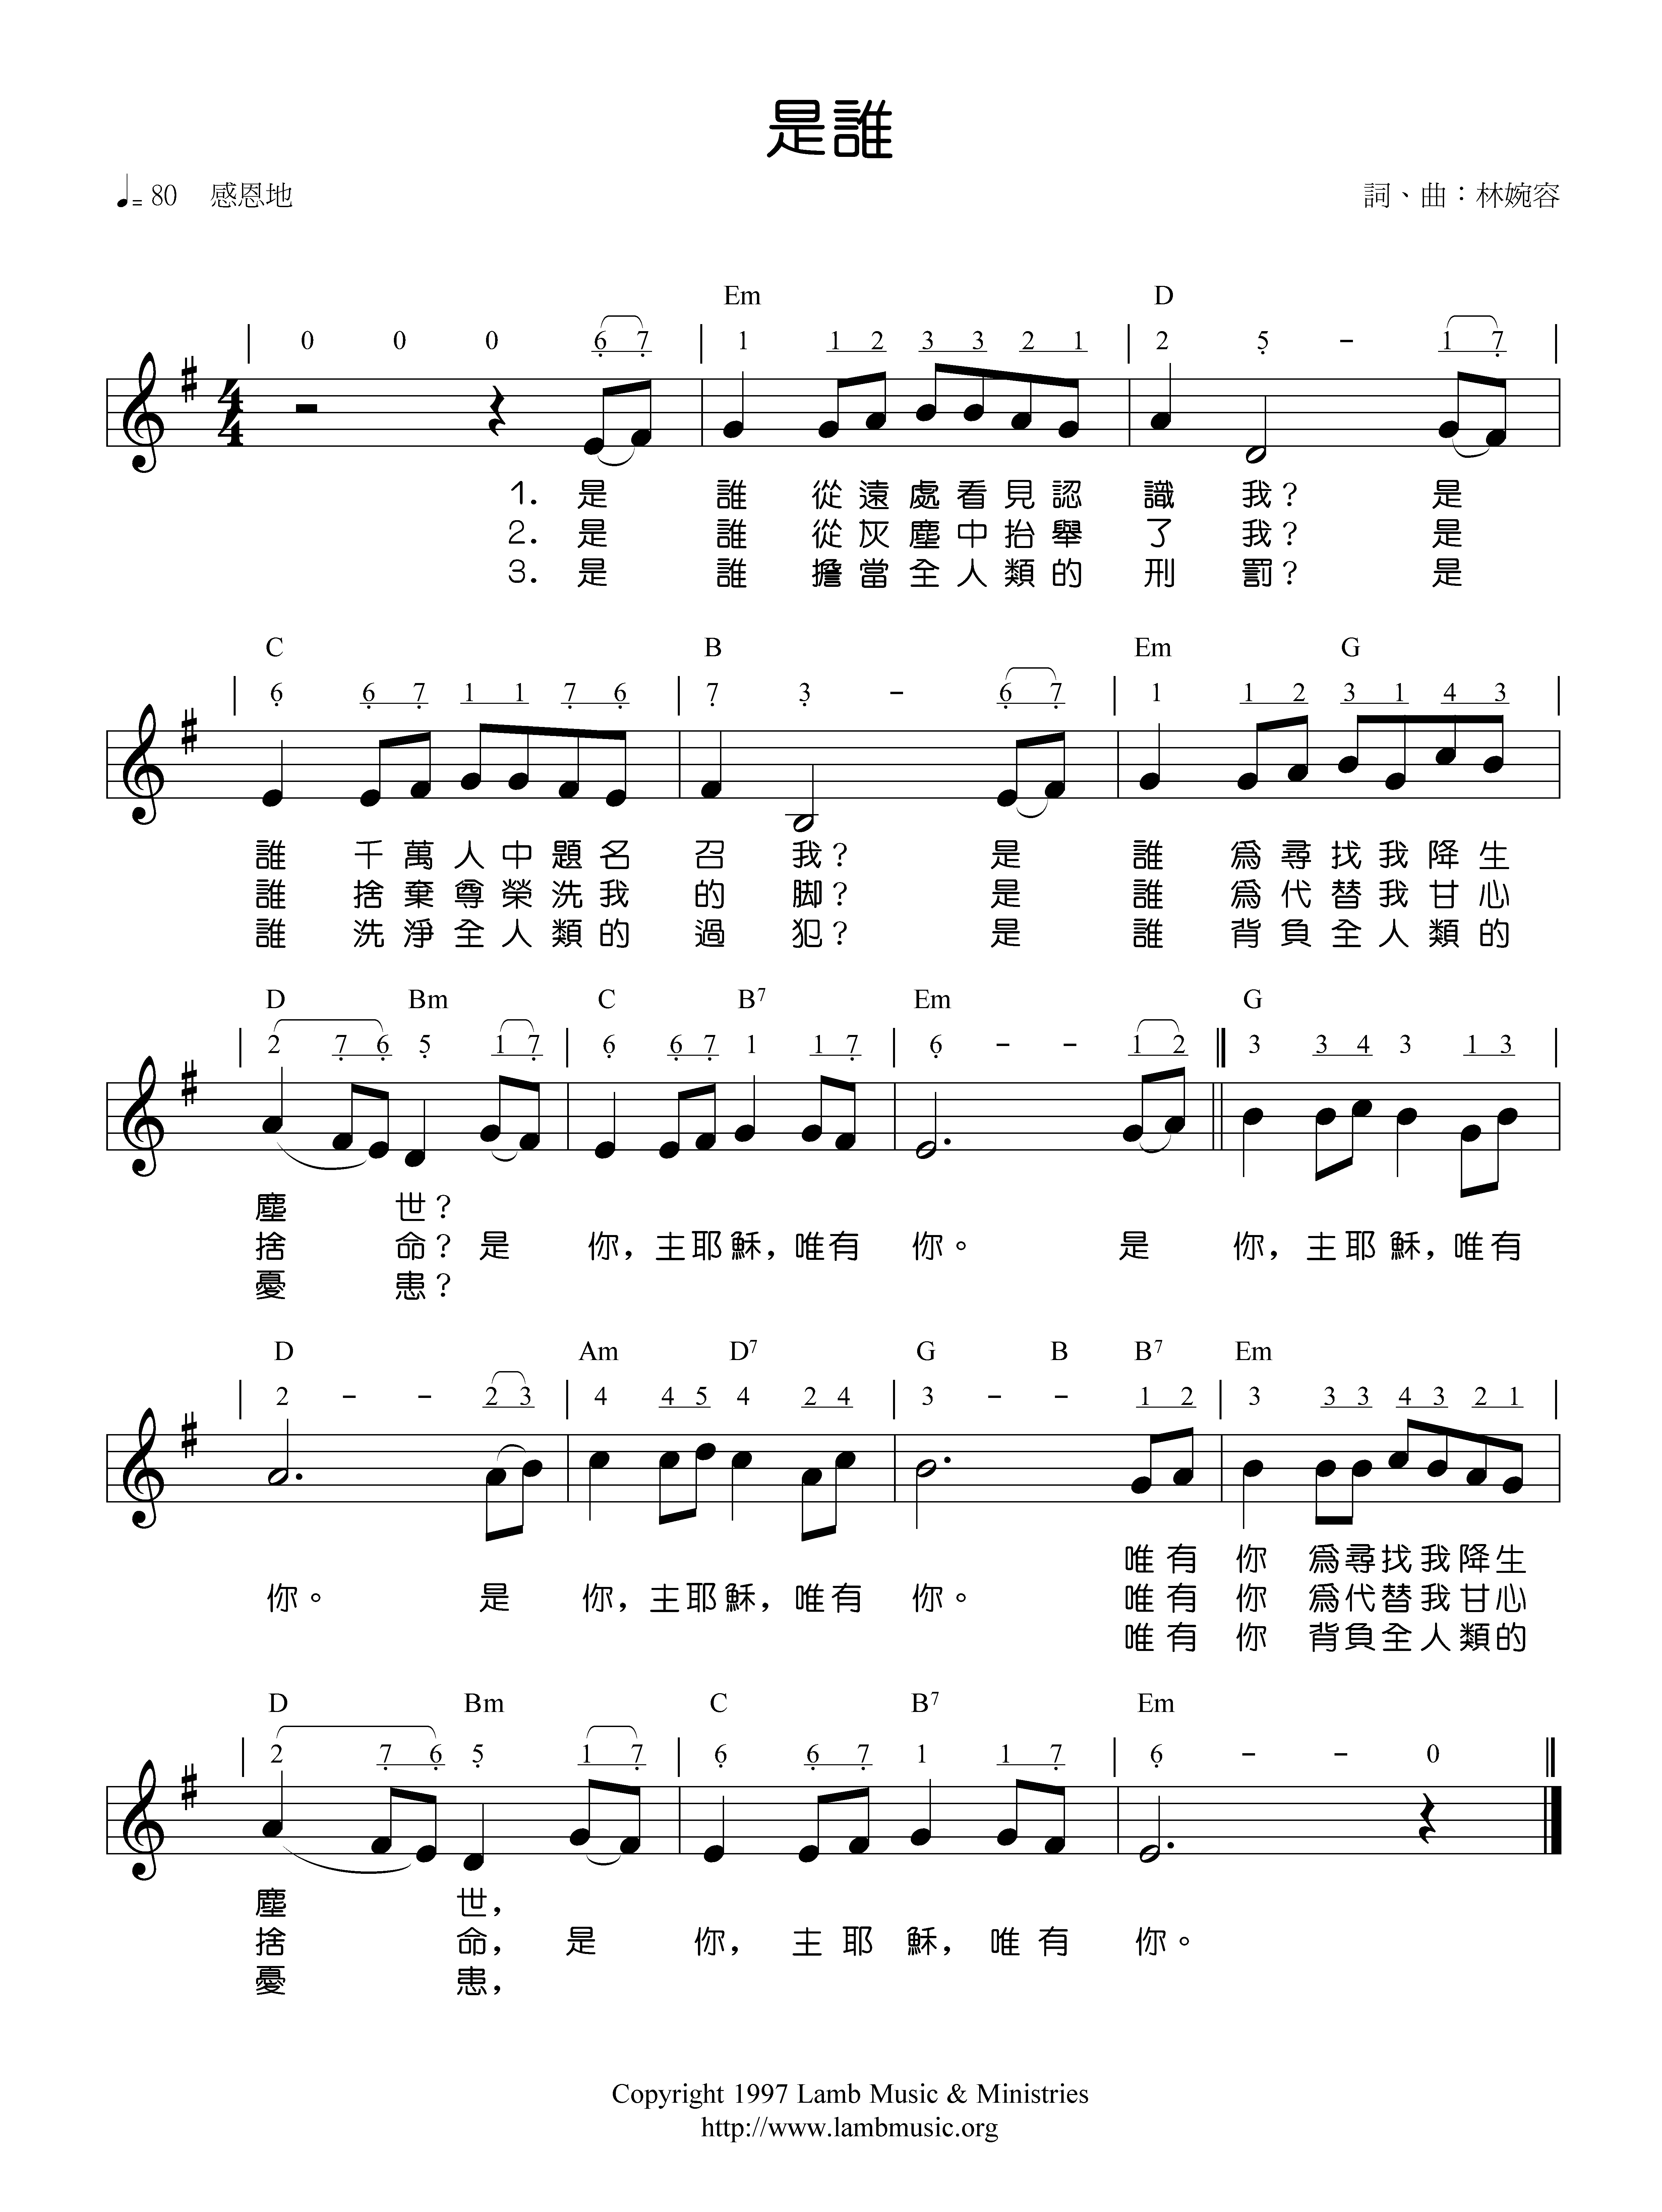 是誰
♩= 80 感恩地
詞、曲：林婉容
Em D
0 0 0 6 7 | 1 1 2 3 3 2 1 | 2 5 - 1 7 |
4/4
1. 是 誰 從遠處看見認 識 我? 是
2. 是 誰 從灰塵中抬舉 了 我? 是
3. 是 誰 擔當全人類的 刑 罰? 是
C B Em G
| 6 6 7 1 1 7 6 | 7 3 - 6 7 | 1 1 2 3 1 4 3 |
誰 千萬人中題名 召 我? 是 誰 爲尋找我降生
誰 捨棄尊榮洗我 的 脚? 是 誰 爲代替我甘心
誰 洗淨全人類的 過 犯? 是 誰 背負全人類的
D Bm C B7 Em G
| 2 7 6 5 1 7 | 6 6 7 1 1 7 | 6 - - 1 2 || 3 3 4 3 1 3 |
塵 世?
捨 命? 是 你, 主耶穌, 唯有 你。 是 你, 主耶穌, 唯有
憂 患?
D Am D7 G B B7 Em
| 2 - - 2 3 | 4 4 5 4 2 4 | 3 - - 1 2 | 3 3 3 4 3 2 1 |
唯有 你 爲尋找我降生
你。 是 你, 主耶穌, 唯有 你。 唯有 你 爲代替我甘心
唯有 你 背負全人類的
D Bm C B7 Em
| 2 7 6 5 1 7 | 6 6 7 1 1 7 | 6 - - 0 ||
塵 世,
捨 命, 是 你, 主耶 穌, 唯有 你。
憂 患,
Copyright 1997 Lamb Music & Ministries
http://www.lambmusic.org